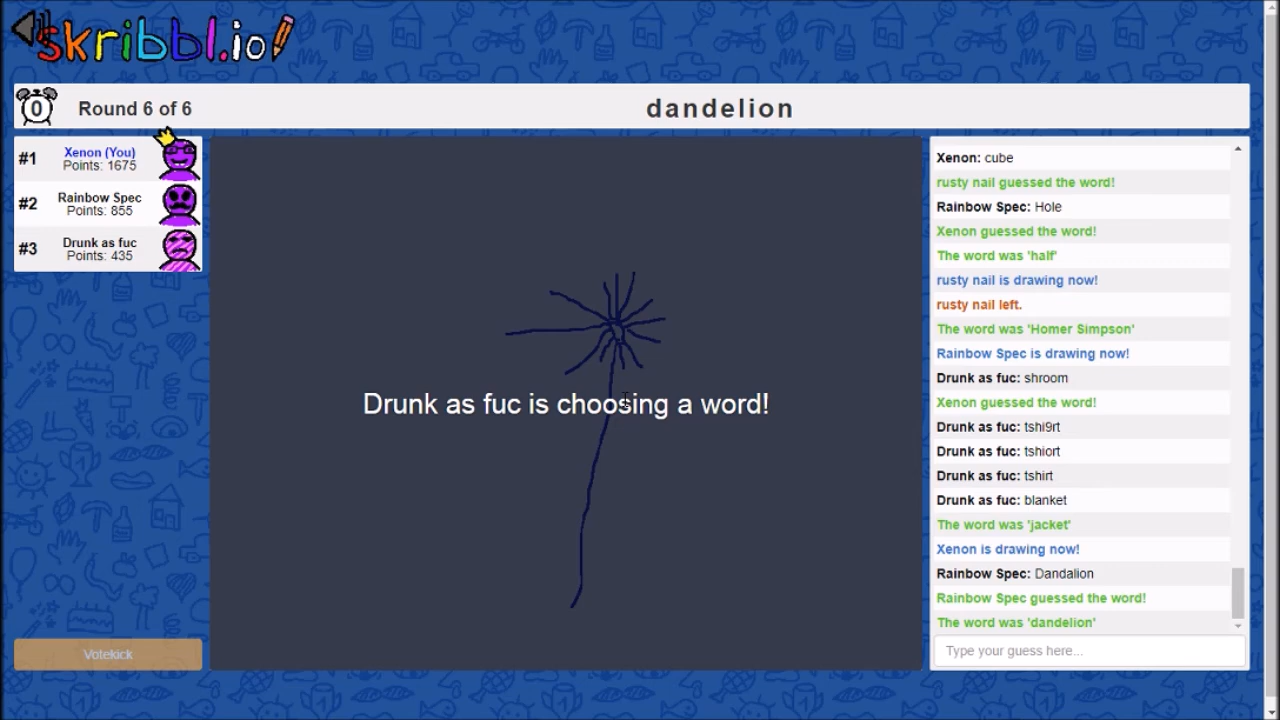 skribbl.io
0
Round 6 of 6
dandelion
#1
Xenon (You)
Points: 1675
#2
Rainbow Spec
Points: 855
#3
Drunk as fuc
Points: 435
Drunk as fuc is choosing a word!
Votekick
Xenon: cube
rusty nail guessed the word!
Rainbow Spec: Hole
Xenon guessed the word!
The word was 'half'
rusty nail is drawing now!
rusty nail left.
The word was 'Homer Simpson'
Rainbow Spec is drawing now!
Drunk as fuc: shroom
Xenon guessed the word!
Drunk as fuc: tshi9rt
Drunk as fuc: tshiort
Drunk as fuc: tshirt
Drunk as fuc: blanket
The word was 'jacket'
Xenon is drawing now!
Rainbow Spec: Dandalion
Rainbow Spec guessed the word!
The word was 'dandelion'
Type your guess here...